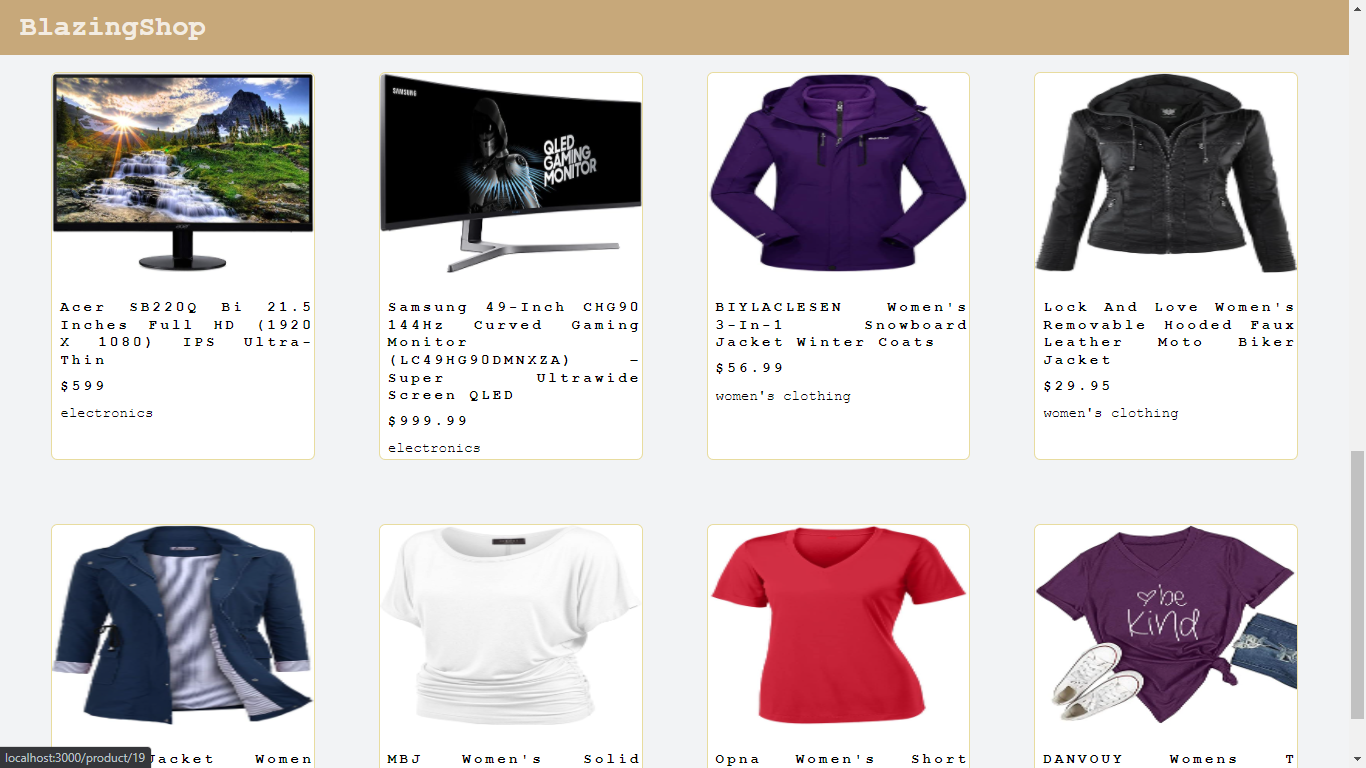 BlazingShop
SAMSUNG
QLED
GAMING
MONITOR
acer
Acer SB220Q Bi 21.5
Inches Full HD (1920
X 1080) IPS Ultra-
Thin
$599
electronics
Samsung 49-Inch CHG90
144Hz Curved Gaming
Monitor
(LC49HG90DMNXZA) –
Super Ultrawide
Screen QLED
$999.99
electronics
BIYLACLESEN Women's
3-In-1 Snowboard
Jacket Winter Coats
$56.99
women's clothing
Lock And Love Women's
Removable Hooded Faux
Leather Moto Biker
Jacket
$29.95
women's clothing
be
kind
Jacket Women
MBJ Women's Solid
Opna Women's Short
DANVOUY Womens T
localhost:3000/product/19